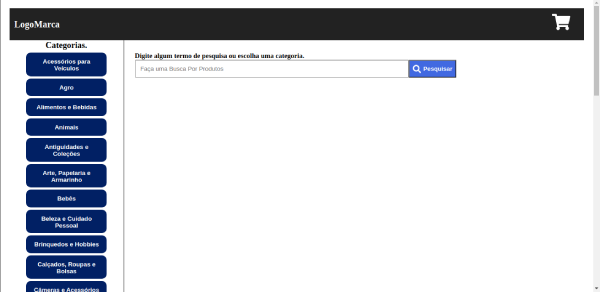 LogoMarca
Categorias.
Acessórios para
Veículos
Agro
Alimentos e Bebidas
Animais
Antiguidades e
Coleções
Arte, Papelaria e
Armarinho
Bebês
Beleza e Cuidado
Pessoal
Brinquedos e Hobbies
Calçados, Roupas e
Bolsas
Câmeras e Acessórios
Digite algum termo de pesquisa ou escolha uma categoria.
Faça uma Busca Por Produtos
Pesquisar